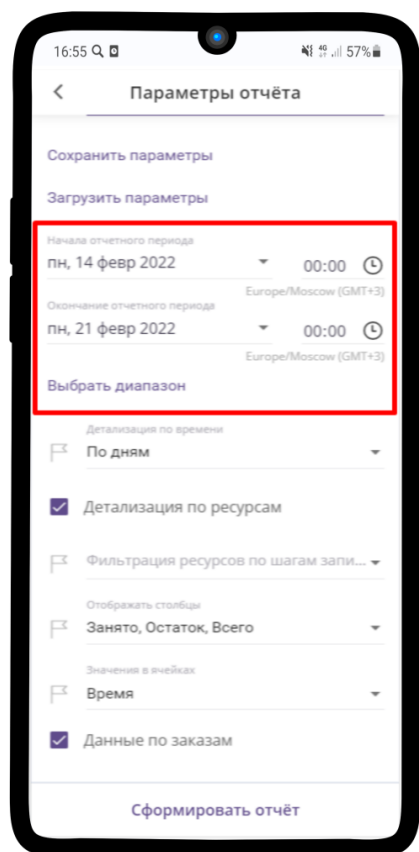 16:55
4G 57%
Параметры отчёта
Сохранить параметры
Загрузить параметры
Начала отчетного периода
пн, 14 февр 2022 00:00
Europe/Moscow (GMT+3)
Окончание отчетного периода
пн, 21 февр 2022 00:00
Europe/Moscow (GMT+3)
Выбрать диапазон
Детализация по времени
По дням
Детализация по ресурсам
Фильтрация ресурсов по шагам запи...
Отображать столбцы
Занято, Остаток, Всего
Значения в ячейках
Время
Данные по заказам
Сформировать отчёт